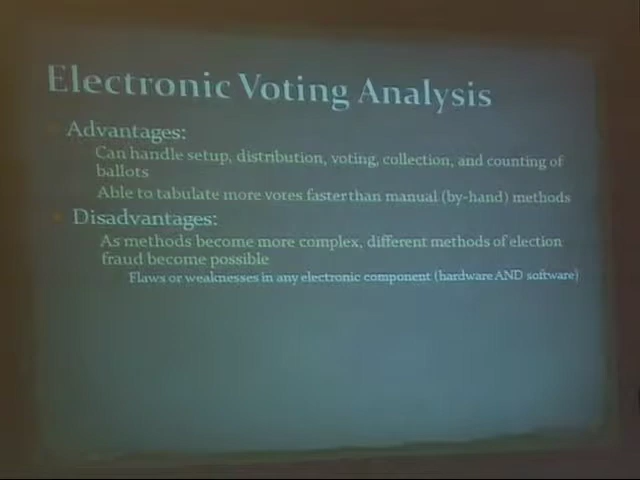 Electronic Voting Analysis
Advantages:
Can handle setup, distribution, voting, collection, and counting of
ballots
Able to tabulate more vores faster than manual (by-hand) methods
Disadvantages:
As methods become more complex, different methods of election
fraud become possible
Flaws or weaknesses in any electronic component (hardware AND software)